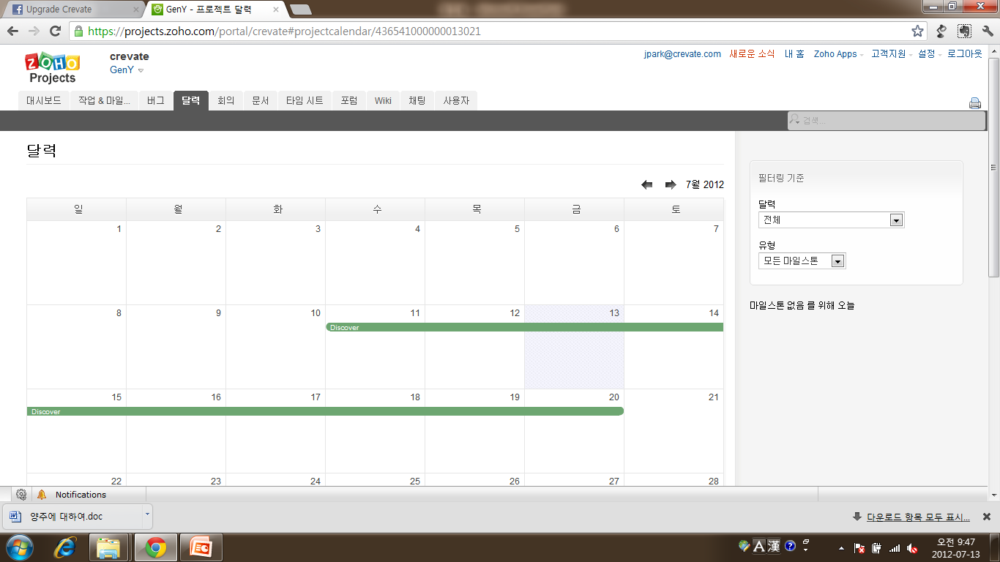 Upgrade Crevate
GenY - 프로젝트 달력
https://projects.zoho.com/portal/crevate#projectcalendar/436541000000013021
ZOHO
Projects
crevate
GenY
jpark@crevate.com 새로운 소식 내 홈 Zoho Apps 고객지원 설정 로그아웃
대시보드 작업 & 마일... 버그 달력 회의 문서 타임 시트 포럼 Wiki 채팅 사용자
검색...
달력
7월 2012
일 월 화 수 목 금 토
1 2 3 4 5 6 7
8 9 10 11 12 13 14
Discover
15 16 17 18 19 20 21
Discover
22 23 24 25 26 27 28
필터링 기준
달력
전체
유형
모든 마일스톤
마일스톤 없음 를 위해 오늘
Notifications
양주에 대하여.doc
다운로드 항목 모두 표시...
A 漢
오전 9:47
2012-07-13